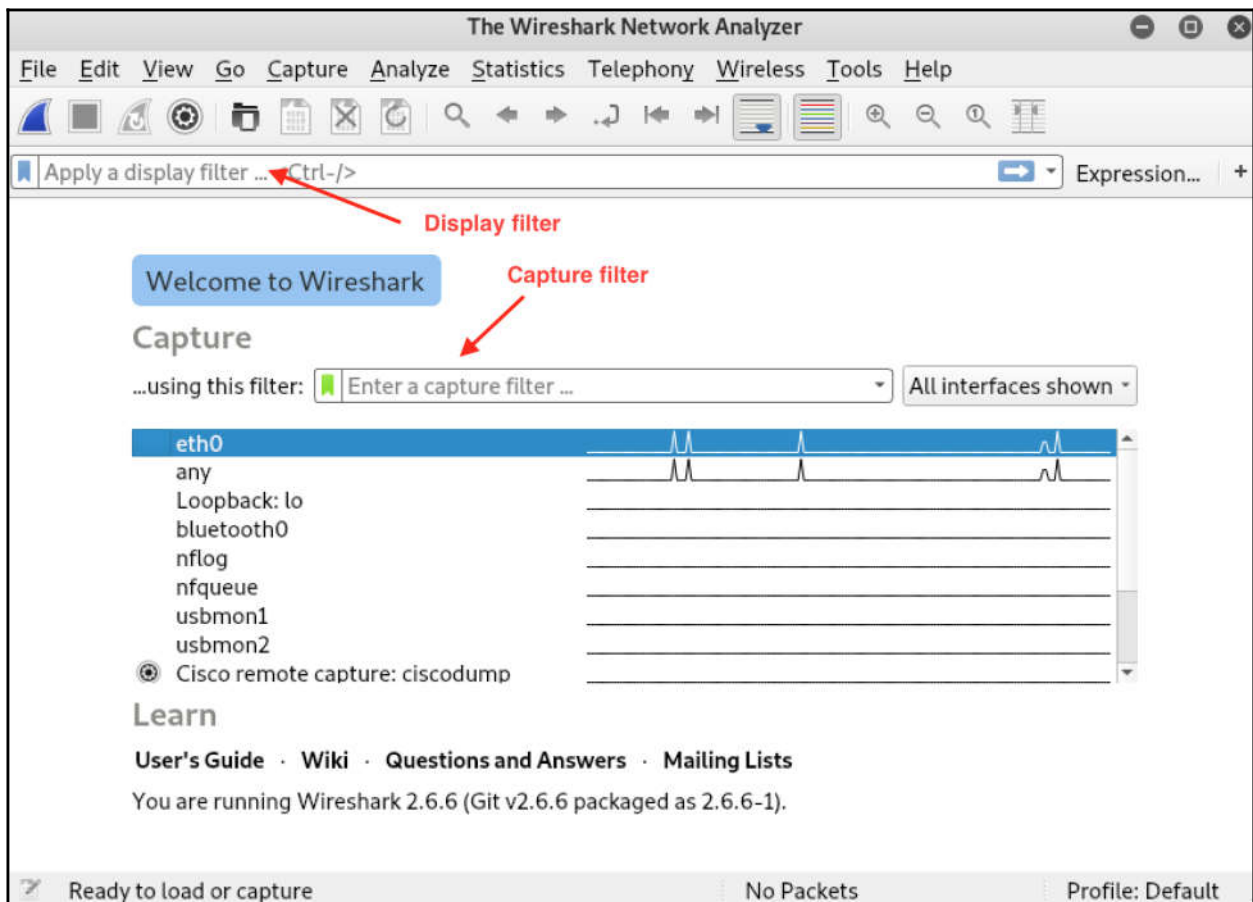 The Wireshark Network Analyzer
File Edit View Go Capture Analyze Statistics Telephony Wireless Tools Help
Apply a display filter ... Ctrl-/> Expression... +
Display filter
Capture filter
Welcome to Wireshark
Capture
...using this filter: Enter a capture filter ... All interfaces shown
eth0
any
Loopback: lo
bluetooth0
nflog
nfqueue
usbmon1
usbmon2
Cisco remote capture: ciscodump
Learn
User's Guide · Wiki · Questions and Answers · Mailing Lists
You are running Wireshark 2.6.6 (Git v2.6.6 packaged as 2.6.6-1).
Ready to load or capture No Packets Profile: Default